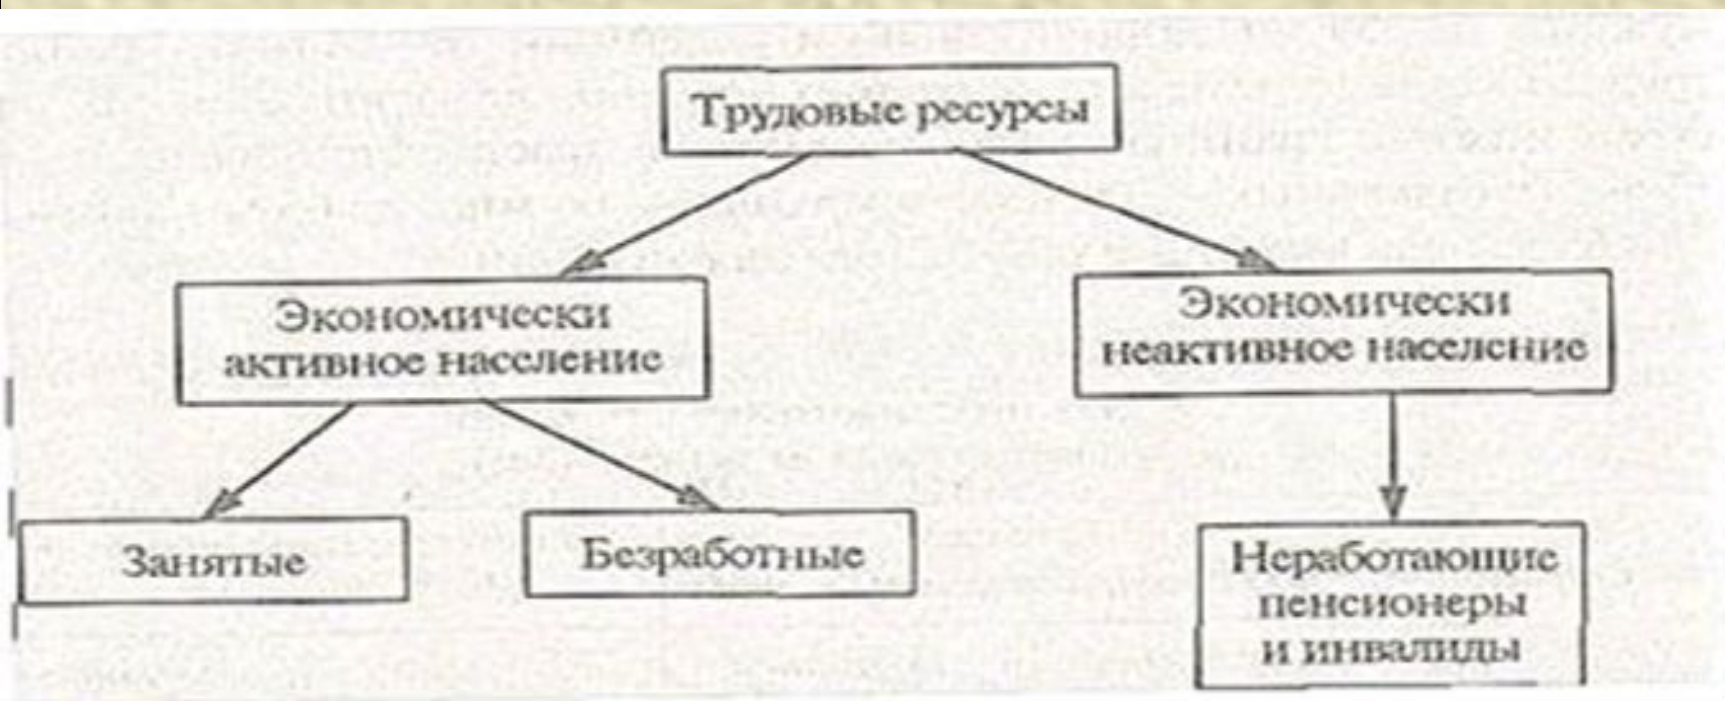 Трудовые ресурсы
Экономически
активное население
Экономически
неактивное население
Занятые
Безработные
Неработающие
пенсионеры
и инвалиды